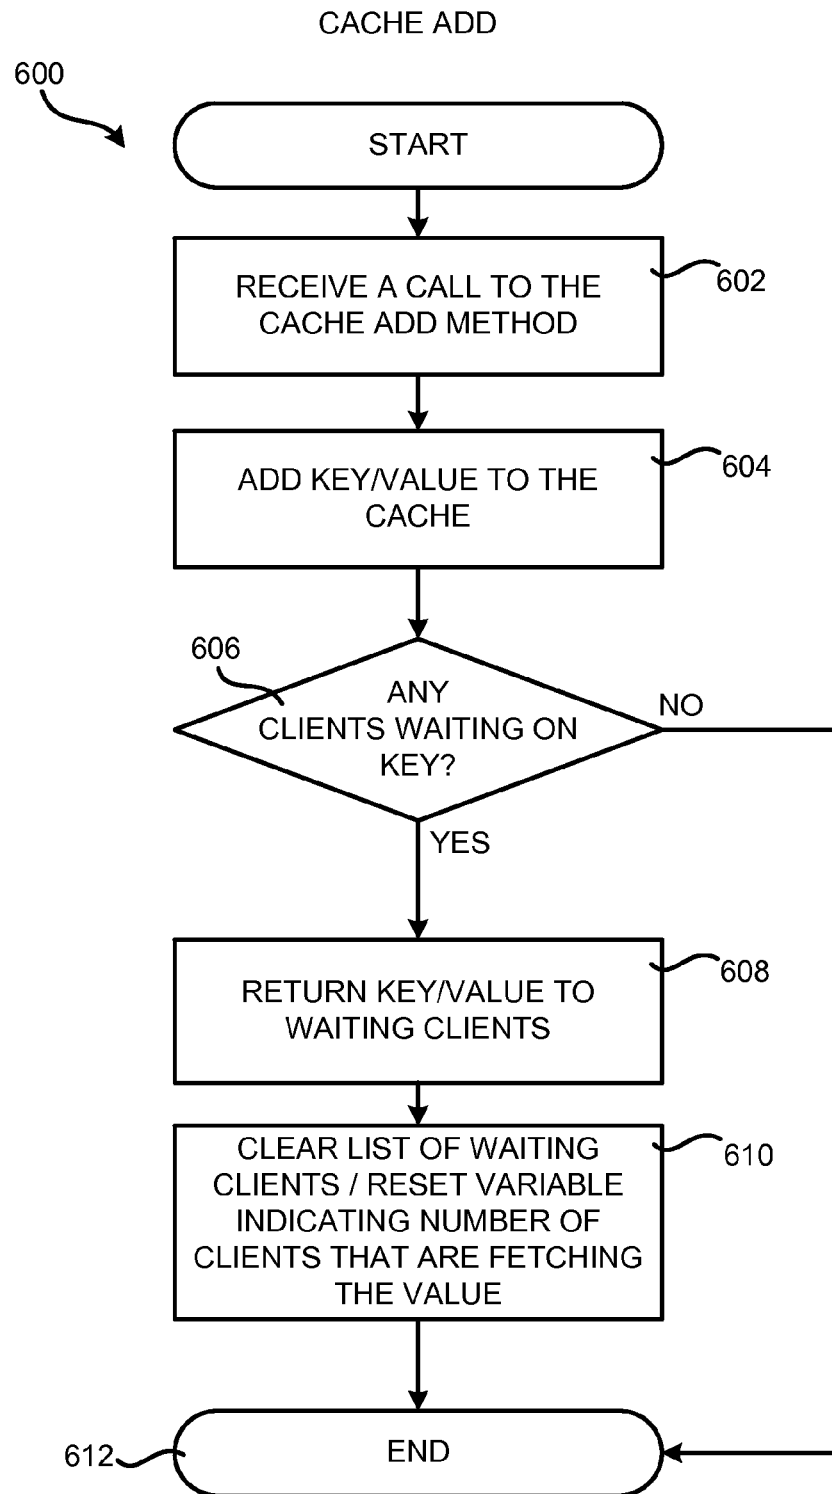 CACHE ADD
600
START
RECEIVE A CALL TO THE
CACHE ADD METHOD
602
ADD KEY/VALUE TO THE
CACHE
604
606
ANY
CLIENTS WAITING ON
KEY?
NO
YES
RETURN KEY/VALUE TO
WAITING CLIENTS
608
CLEAR LIST OF WAITING
CLIENTS / RESET VARIABLE
INDICATING NUMBER OF
CLIENTS THAT ARE FETCHING
THE VALUE
610
END
612